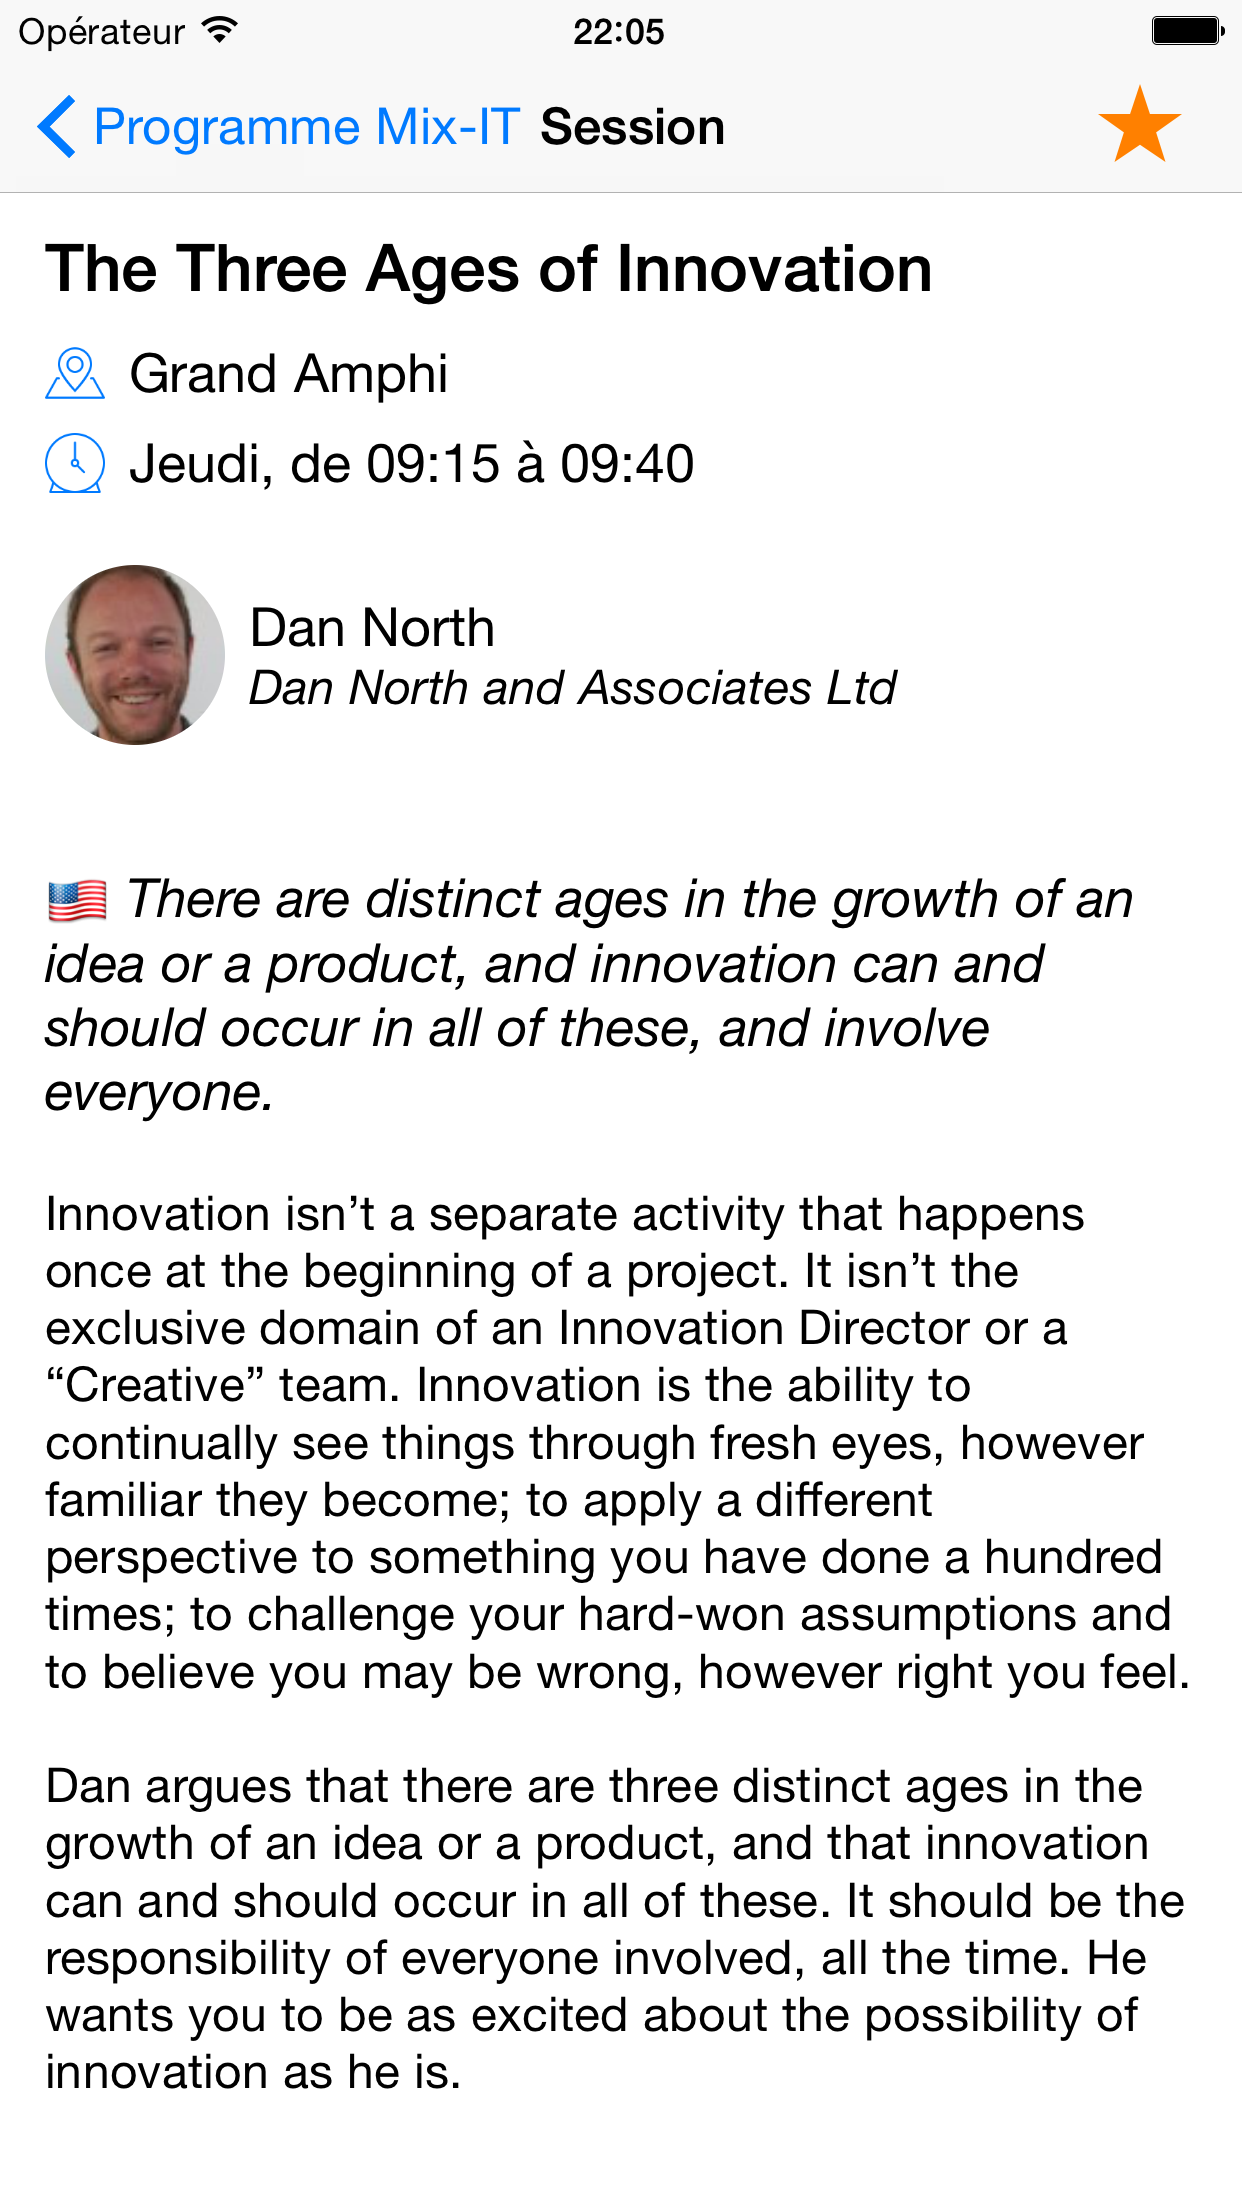 Opérateur 22:05
Programme Mix-IT Session
The Three Ages of Innovation
Grand Amphi
Jeudi, de 09:15 à 09:40
Dan North
Dan North and Associates Ltd
There are distinct ages in the growth of an
idea or a product, and innovation can and
should occur in all of these, and involve
everyone.
Innovation isn’t a separate activity that happens
once at the beginning of a project. It isn’t the
exclusive domain of an Innovation Director or a
“Creative” team. Innovation is the ability to
continually see things through fresh eyes, however
familiar they become; to apply a different
perspective to something you have done a hundred
times; to challenge your hard-won assumptions and
to believe you may be wrong, however right you feel.
Dan argues that there are three distinct ages in the
growth of an idea or a product, and that innovation
can and should occur in all of these. It should be the
responsibility of everyone involved, all the time. He
wants you to be as excited about the possibility of
innovation as he is.